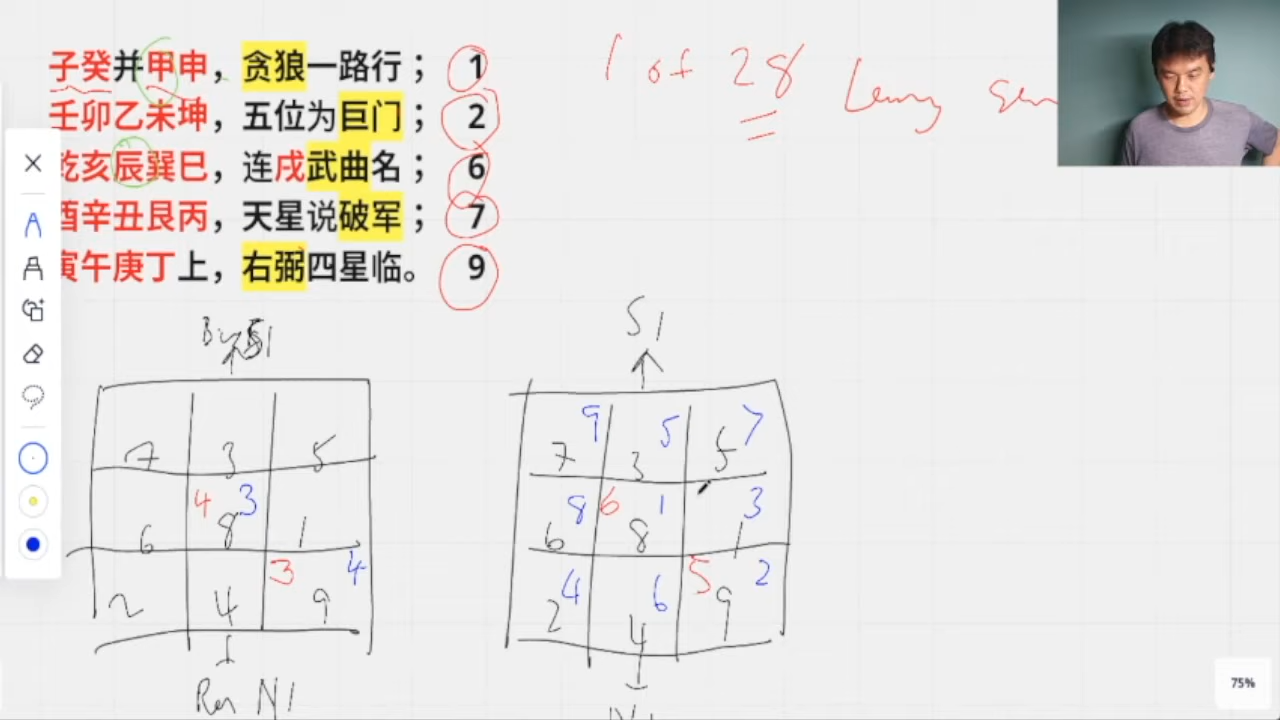 子癸并甲申，贪狼一路行； 1
壬卯乙未坤，五位为巨门； 2
乾亥辰巽巳，连戌武曲名； 6
酉辛丑艮丙，天星说破军； 7
寅午庚丁上，右弼四星临。 9
1 of 28
S1
7 3 5
4 3
6 8 1
3 4
2 4 9
N1
S1
9 5 7
7 3 5
8 6 1 3
6 8 1
4 6 5 2
2 4 9
75%